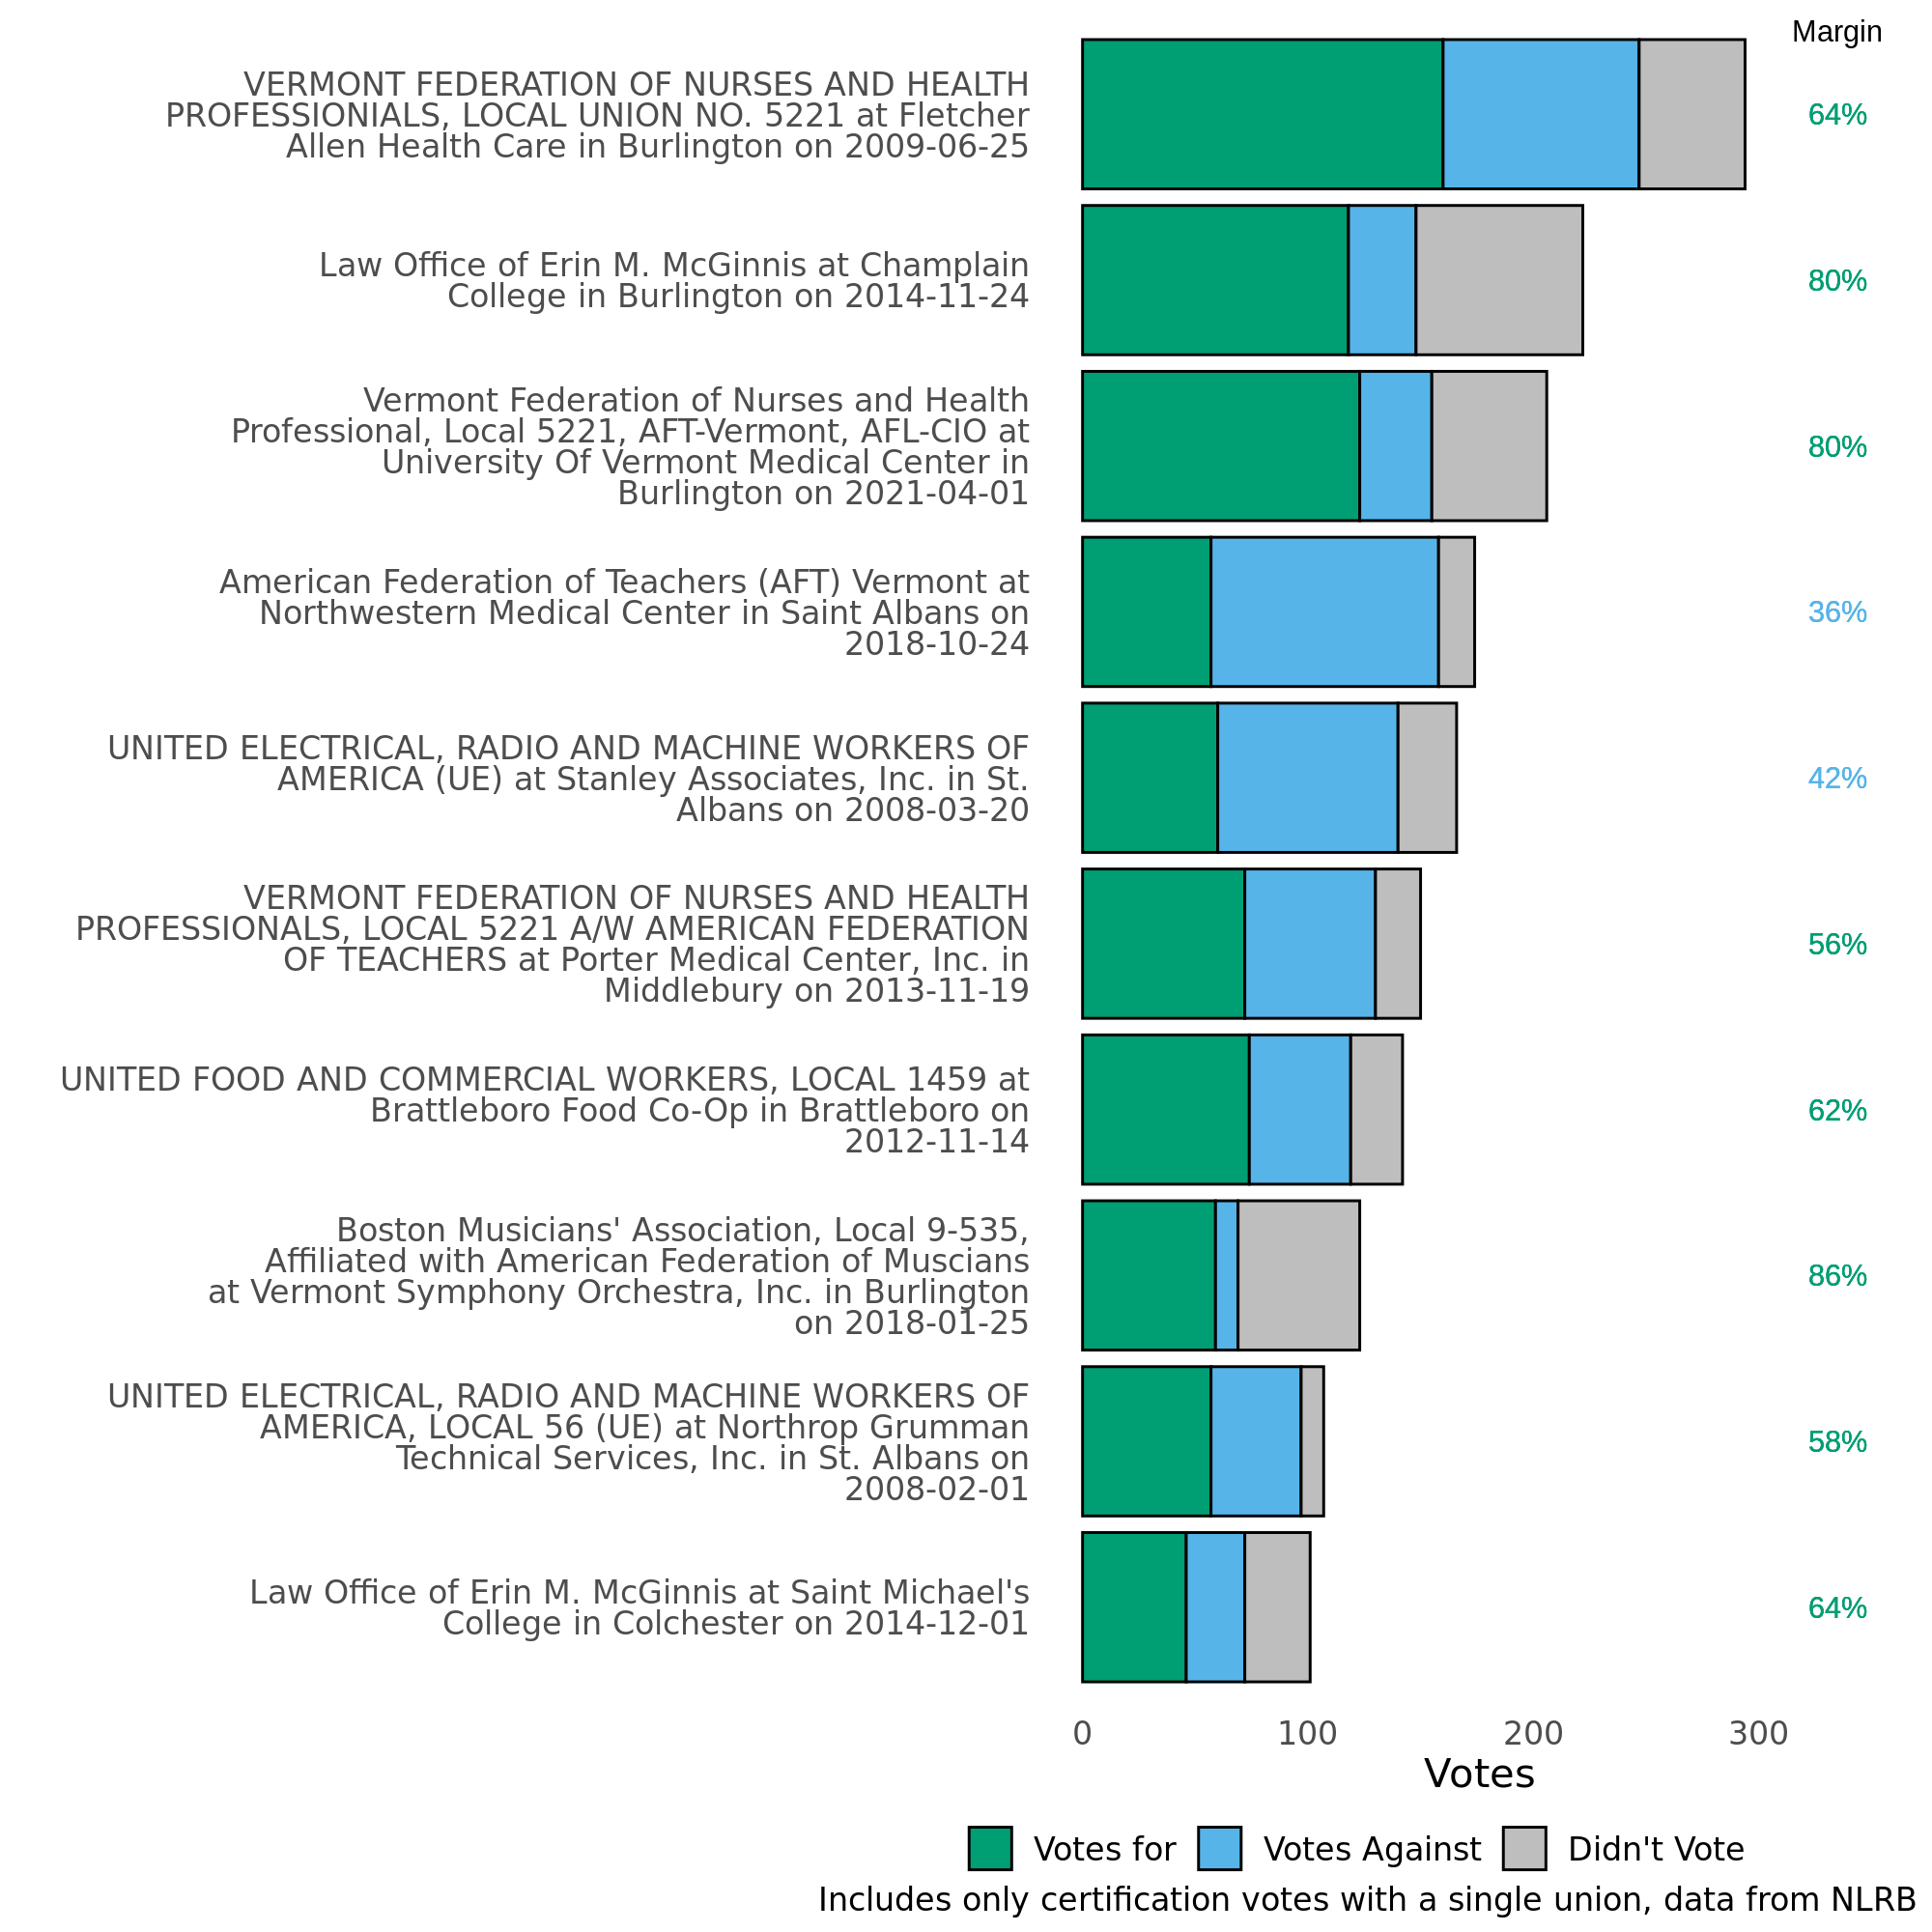 Margin
VERMONT FEDERATION OF NURSES AND HEALTH
PROFESSIONIALS, LOCAL UNION NO. 5221 at Fletcher
Allen Health Care in Burlington on 2009-06-25
64%
Law Office of Erin M. McGinnis at Champlain
College in Burlington on 2014-11-24
80%
Vermont Federation of Nurses and Health
Professional, Local 5221, AFT-Vermont, AFL-CIO at
University Of Vermont Medical Center in
Burlington on 2021-04-01
80%
American Federation of Teachers (AFT) Vermont at
Northwestern Medical Center in Saint Albans on
2018-10-24
36%
UNITED ELECTRICAL, RADIO AND MACHINE WORKERS OF
AMERICA (UE) at Stanley Associates, Inc. in St.
Albans on 2008-03-20
42%
VERMONT FEDERATION OF NURSES AND HEALTH
PROFESSIONALS, LOCAL 5221 A/W AMERICAN FEDERATION
OF TEACHERS at Porter Medical Center, Inc. in
Middlebury on 2013-11-19
56%
UNITED FOOD AND COMMERCIAL WORKERS, LOCAL 1459 at
Brattleboro Food Co-Op in Brattleboro on
2012-11-14
62%
Boston Musicians' Association, Local 9-535,
Affiliated with American Federation of Muscians
at Vermont Symphony Orchestra, Inc. in Burlington
on 2018-01-25
86%
UNITED ELECTRICAL, RADIO AND MACHINE WORKERS OF
AMERICA, LOCAL 56 (UE) at Northrop Grumman
Technical Services, Inc. in St. Albans on
2008-02-01
58%
Law Office of Erin M. McGinnis at Saint Michael's
College in Colchester on 2014-12-01
64%
0 100 200 300
Votes
Votes for Votes Against Didn't Vote
Includes only certification votes with a single union, data from NLRB